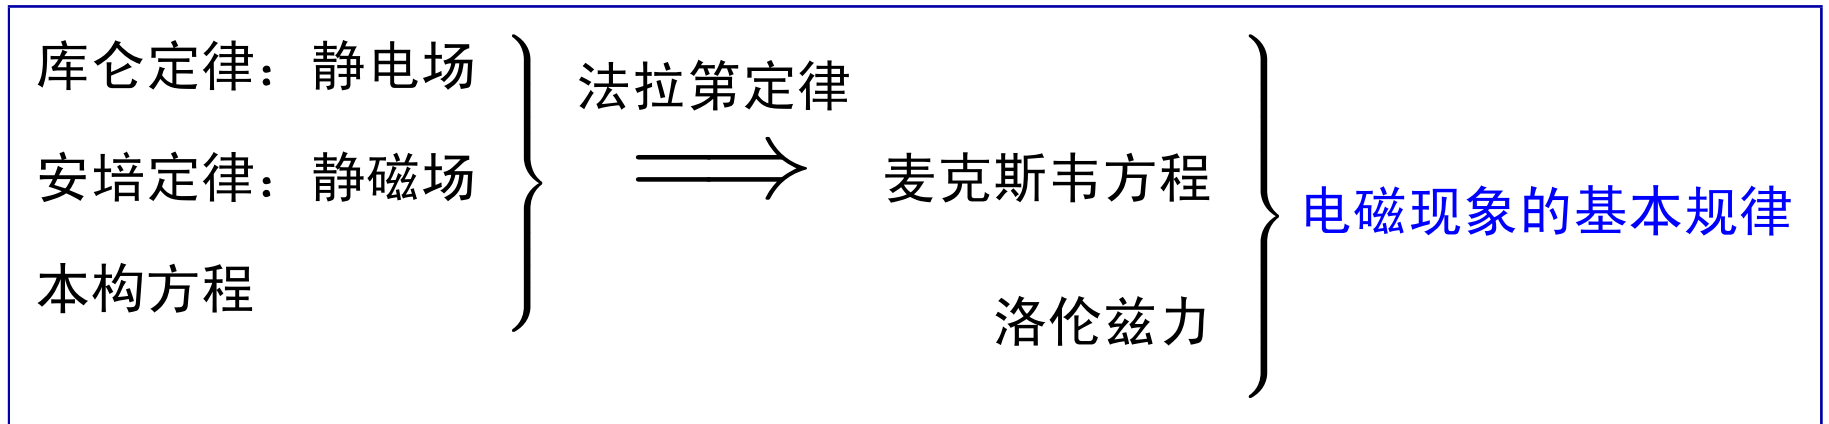 库仑定律：静电场
安培定律：静磁场
本构方程
法拉第定律
麦克斯韦方程
洛伦兹力
电磁现象的基本规律